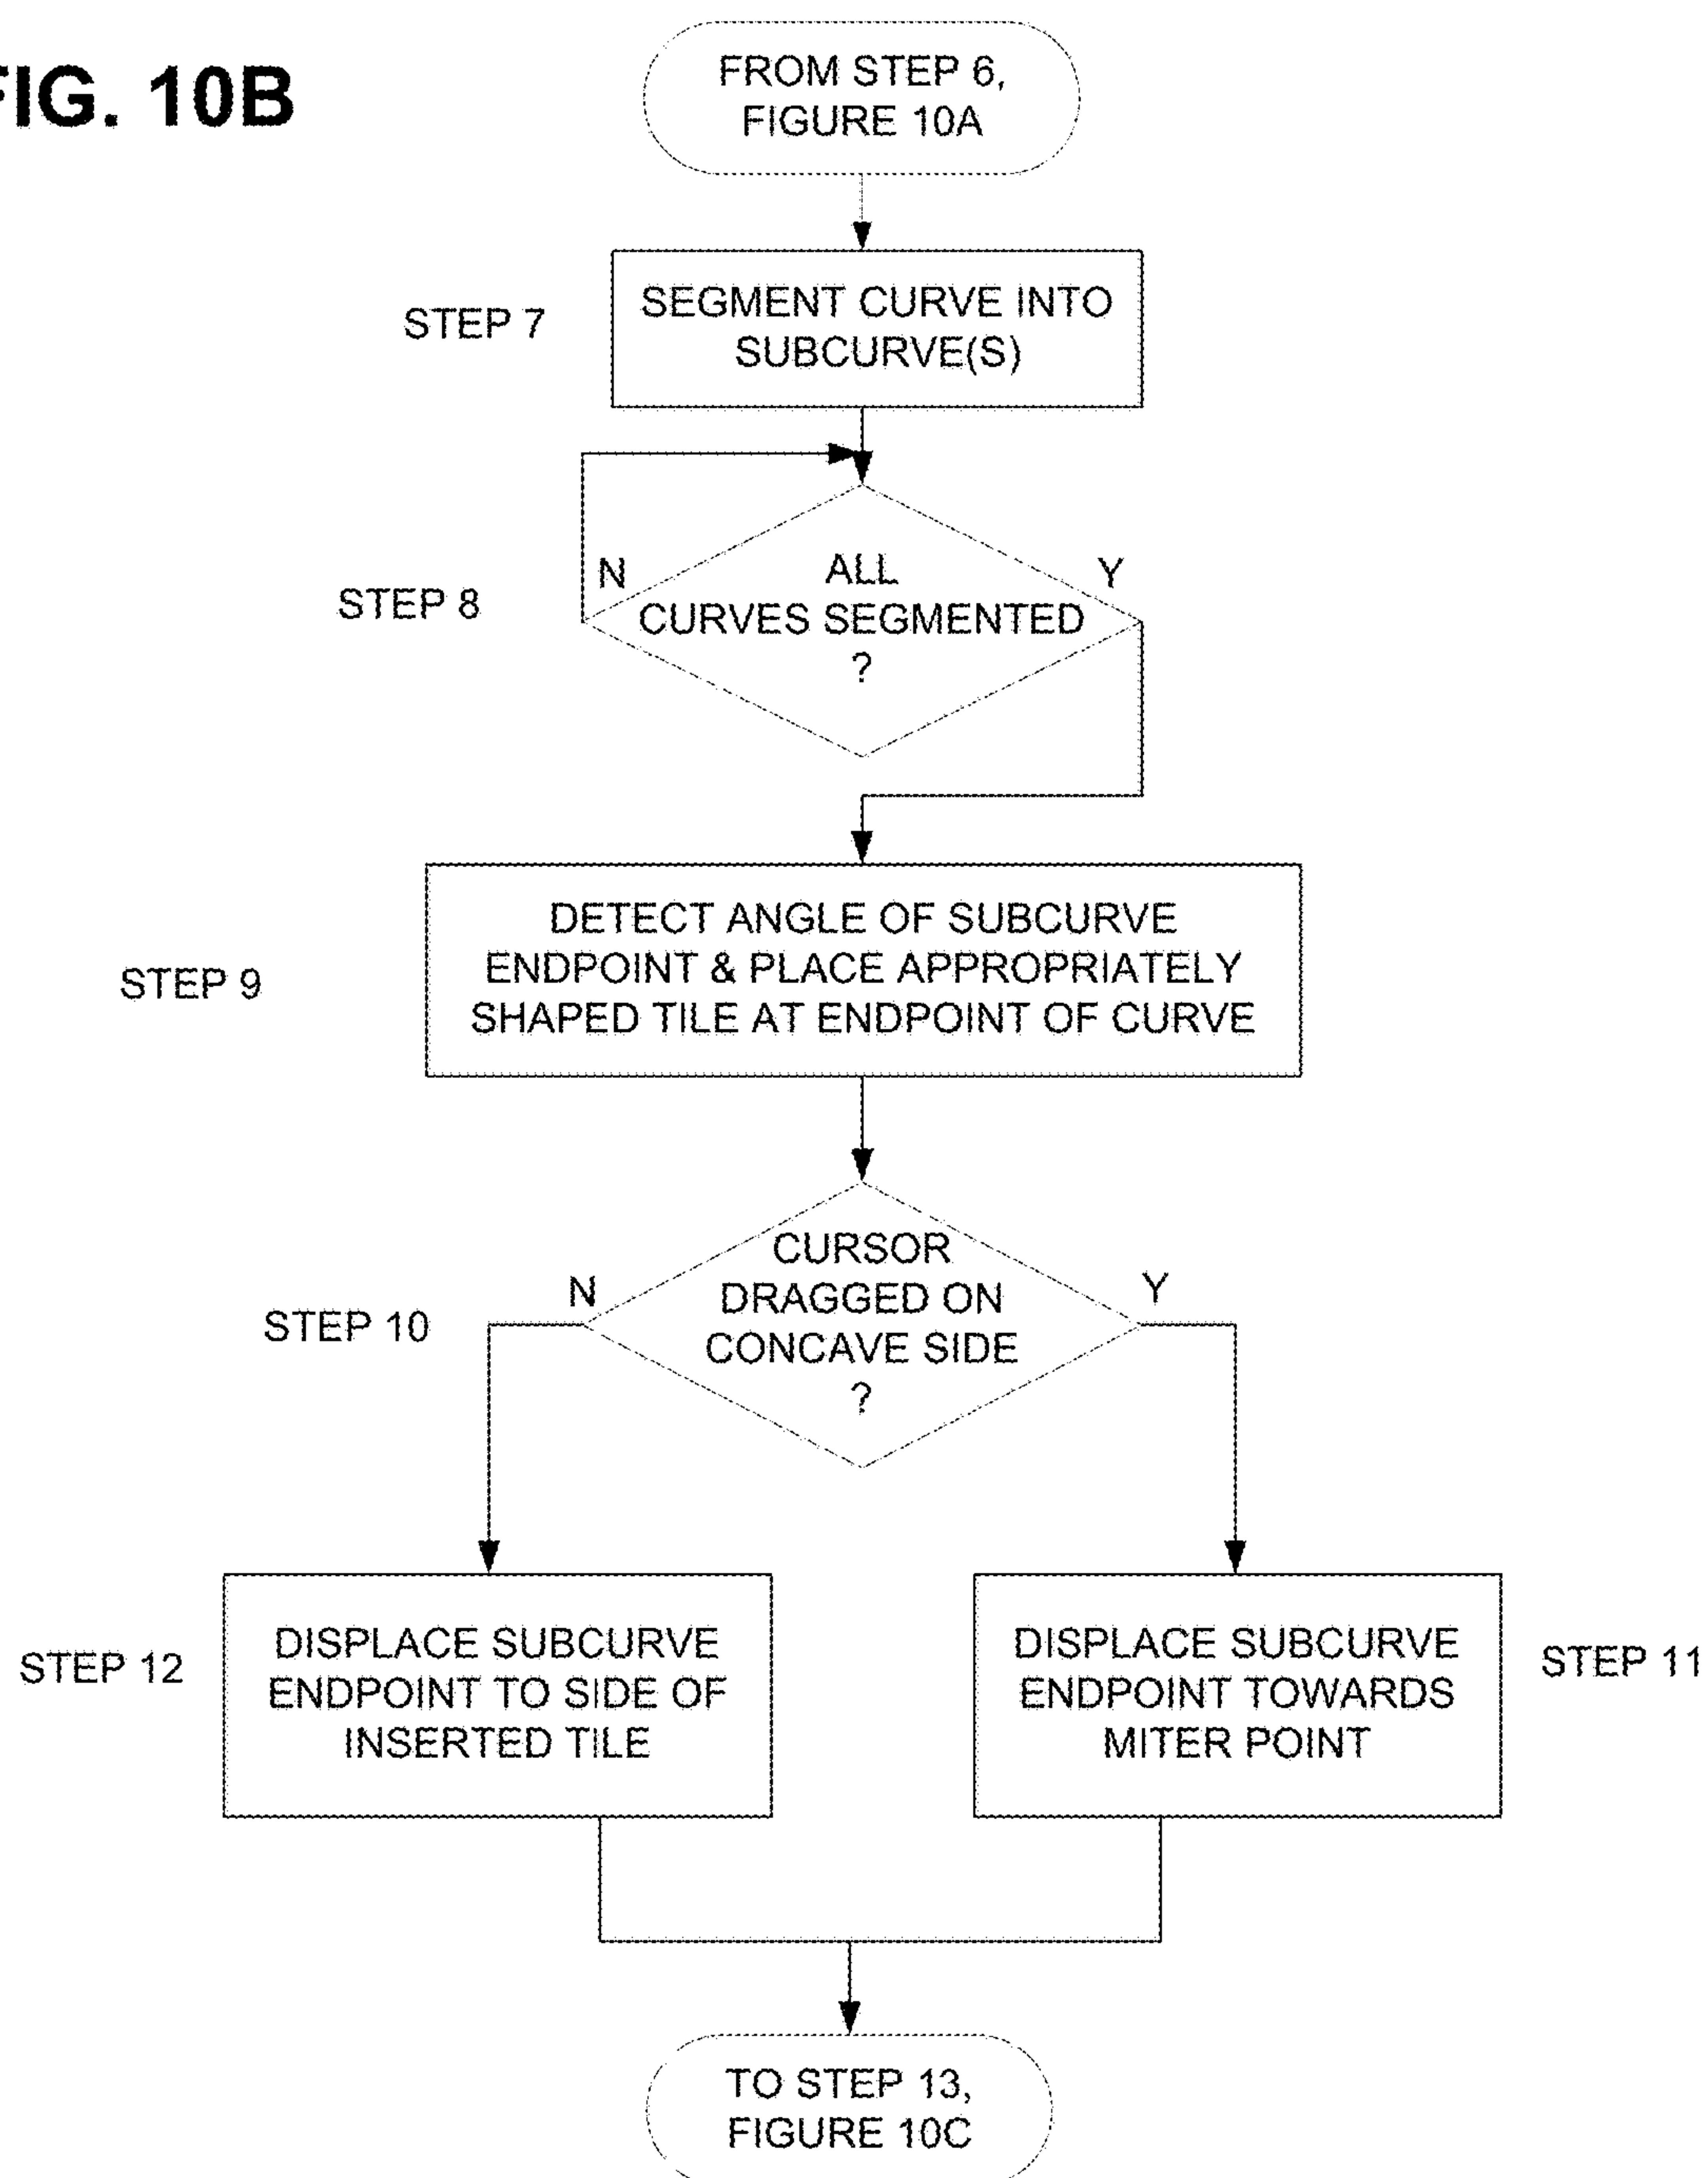 FIG. 10B
FROM STEP 6,
FIGURE 10A
STEP 7
SEGMENT CURVE INTO
SUBCURVE(S)
STEP 8
N
ALL
CURVES SEGMENTED
?
Y
STEP 9
DETECT ANGLE OF SUBCURVE
ENDPOINT & PLACE APPROPRIATELY
SHAPED TILE AT ENDPOINT OF CURVE
STEP 10
N
CURSOR
DRAGGED ON
CONCAVE SIDE
?
Y
STEP 12
DISPLACE SUBCURVE
ENDPOINT TO SIDE OF
INSERTED TILE
DISPLACE SUBCURVE
ENDPOINT TOWARDS
MITER POINT
STEP 11
TO STEP 13,
FIGURE 10C